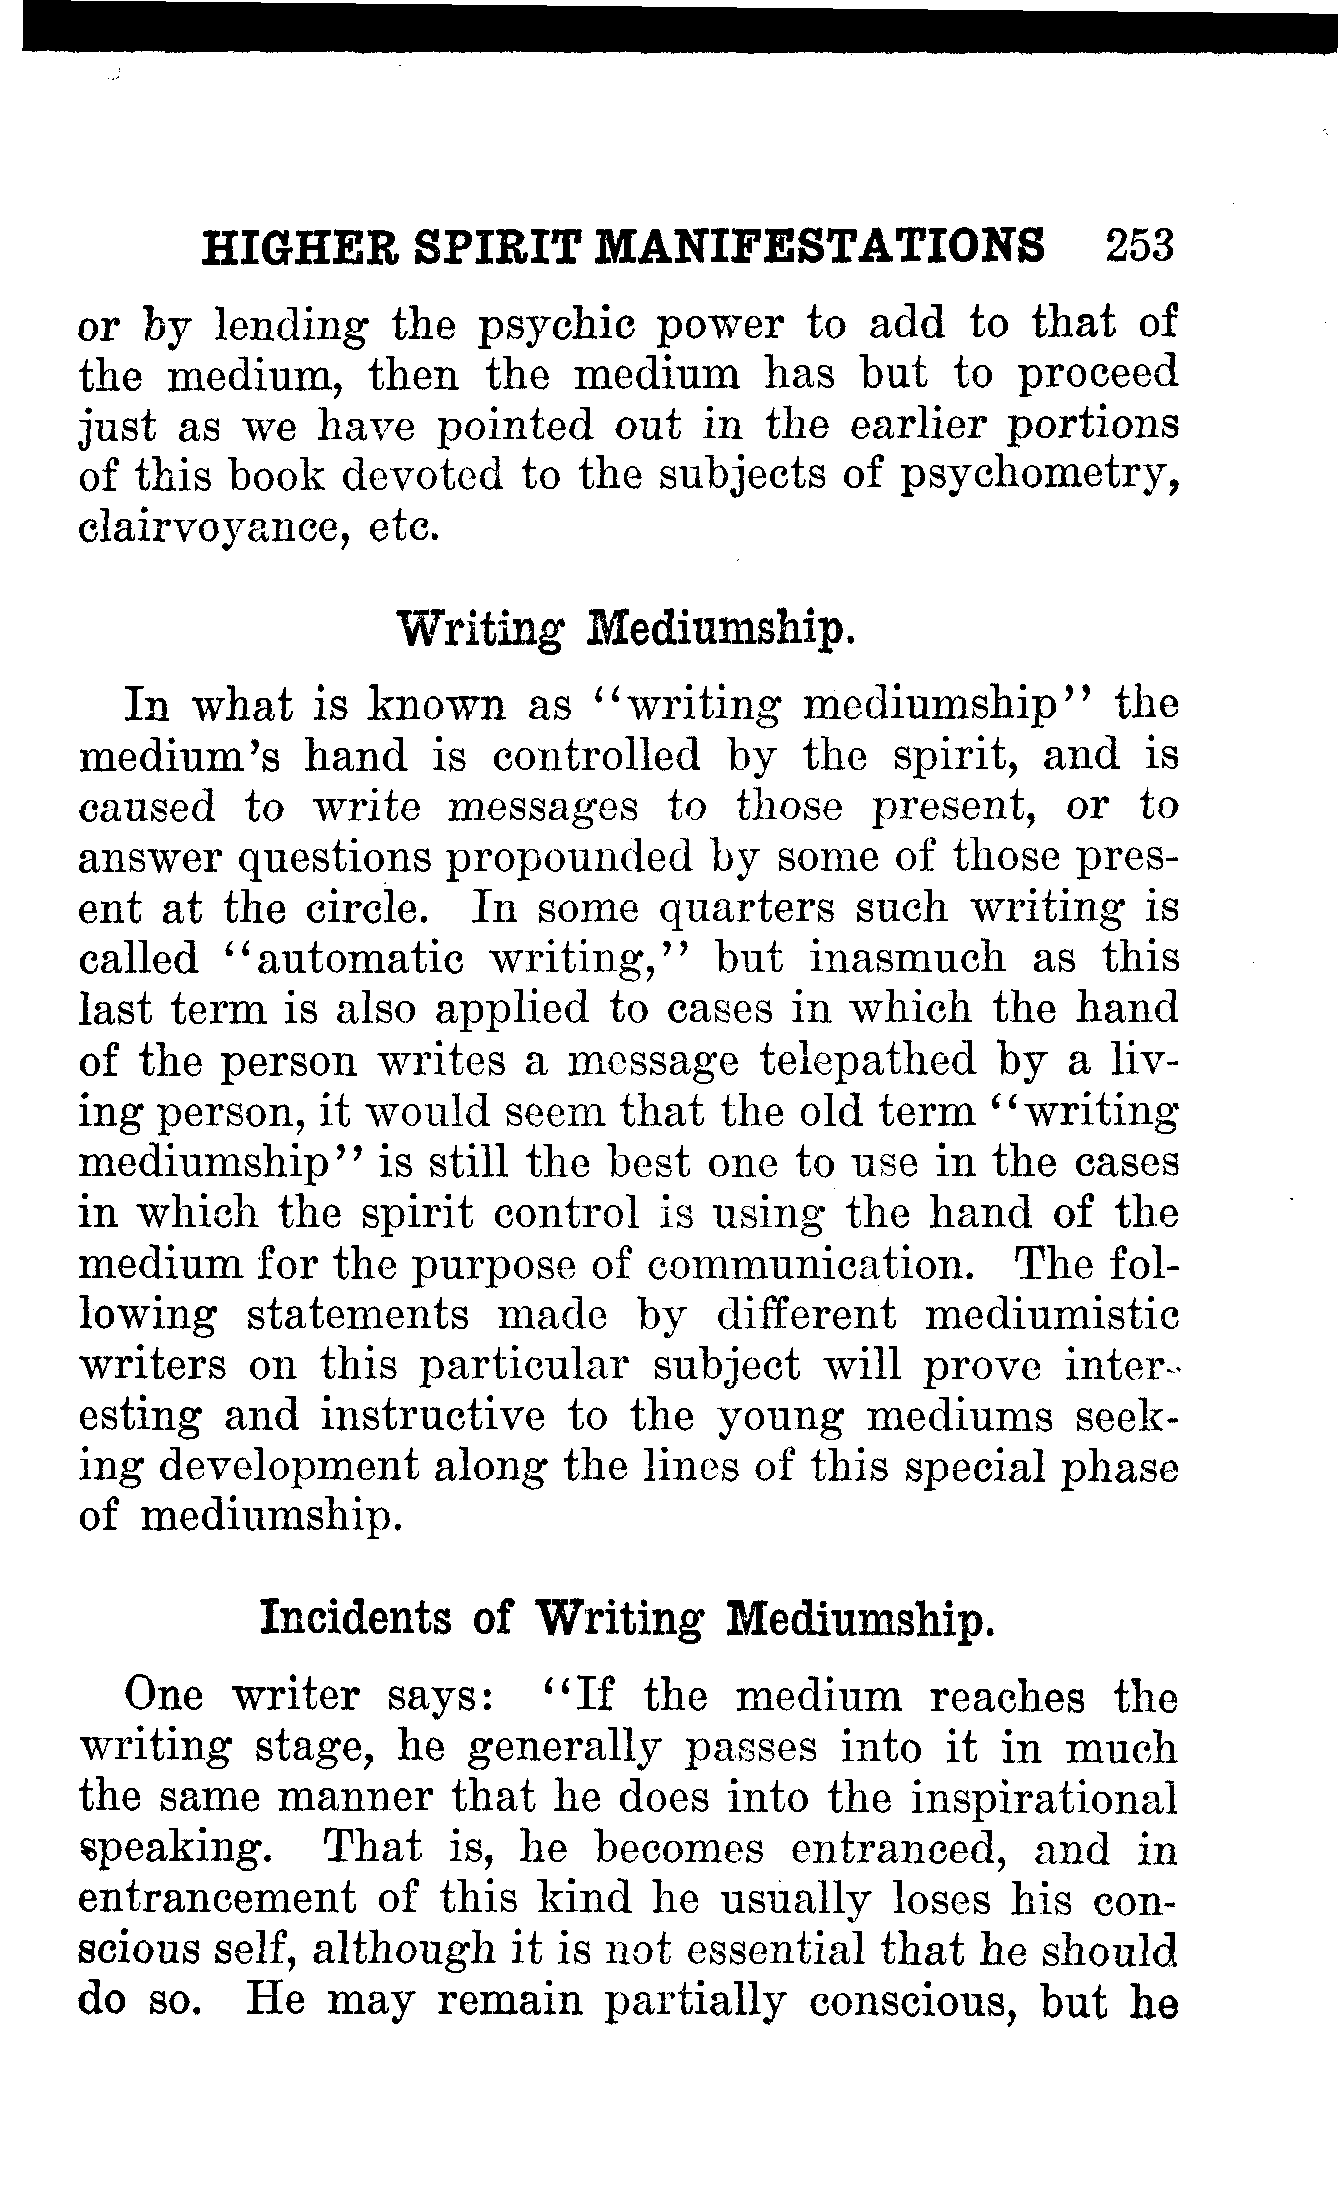 HIGHER SPIRIT MANIFESTATIONS 253
or by lending the psychic power to add to that of
the medium, then the medium has but to proceed
just as we have pointed out in the earlier portions
of this book devoted to the subjects of psychometry,
clairvoyance, etc.
Writing Mediumship.
In what is known as "writing mediumship" the
medium's hand is controlled by the spirit, and is
caused to write messages to those present, or to
answer questions propounded by some of those pres-
ent at the circle. In some quarters such writing is
called "automatic writing," but inasmuch as this
last term is also applied to cases in which the hand
of the person writes a message telepathed by a liv-
ing person, it would seem that the old term "writing
mediumship" is still the best one to use in the cases
in which the spirit control is using the hand of the
medium for the purpose of communication. The fol-
lowing statements made by different mediumistic
writers on this particular subject will prove inter-
esting and instructive to the young mediums seek-
ing development along the lines of this special phase
of mediumship.
Incidents of Writing Mediumship.
One writer says: "If the medium reaches the
writing stage, he generally passes into it in much
the same manner that he does into the inspirational
speaking. That is, he becomes entranced, and in
entrancement of this kind he usually loses his con-
scious self, although it is not essential that he should
do so. He may remain partially conscious, but he